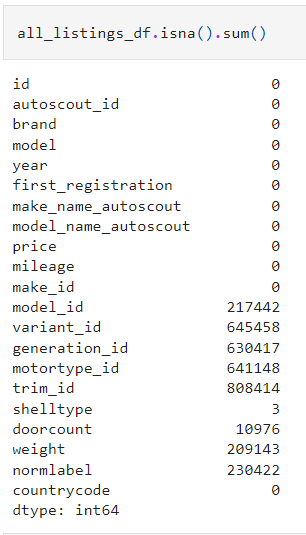 all_listings_df.isna().sum()
id 0
autoscout_id 0
brand 0
model 0
year 0
first_registration 0
make_name_autoscout 0
model_name_autoscout 0
price 0
mileage 0
make_id 0
model_id 217442
variant_id 645458
generation_id 630417
motortype_id 641148
trim_id 808414
shelltype 3
doorcount 10976
weight 209143
normlabel 230422
countrycode 0
dtype: int64